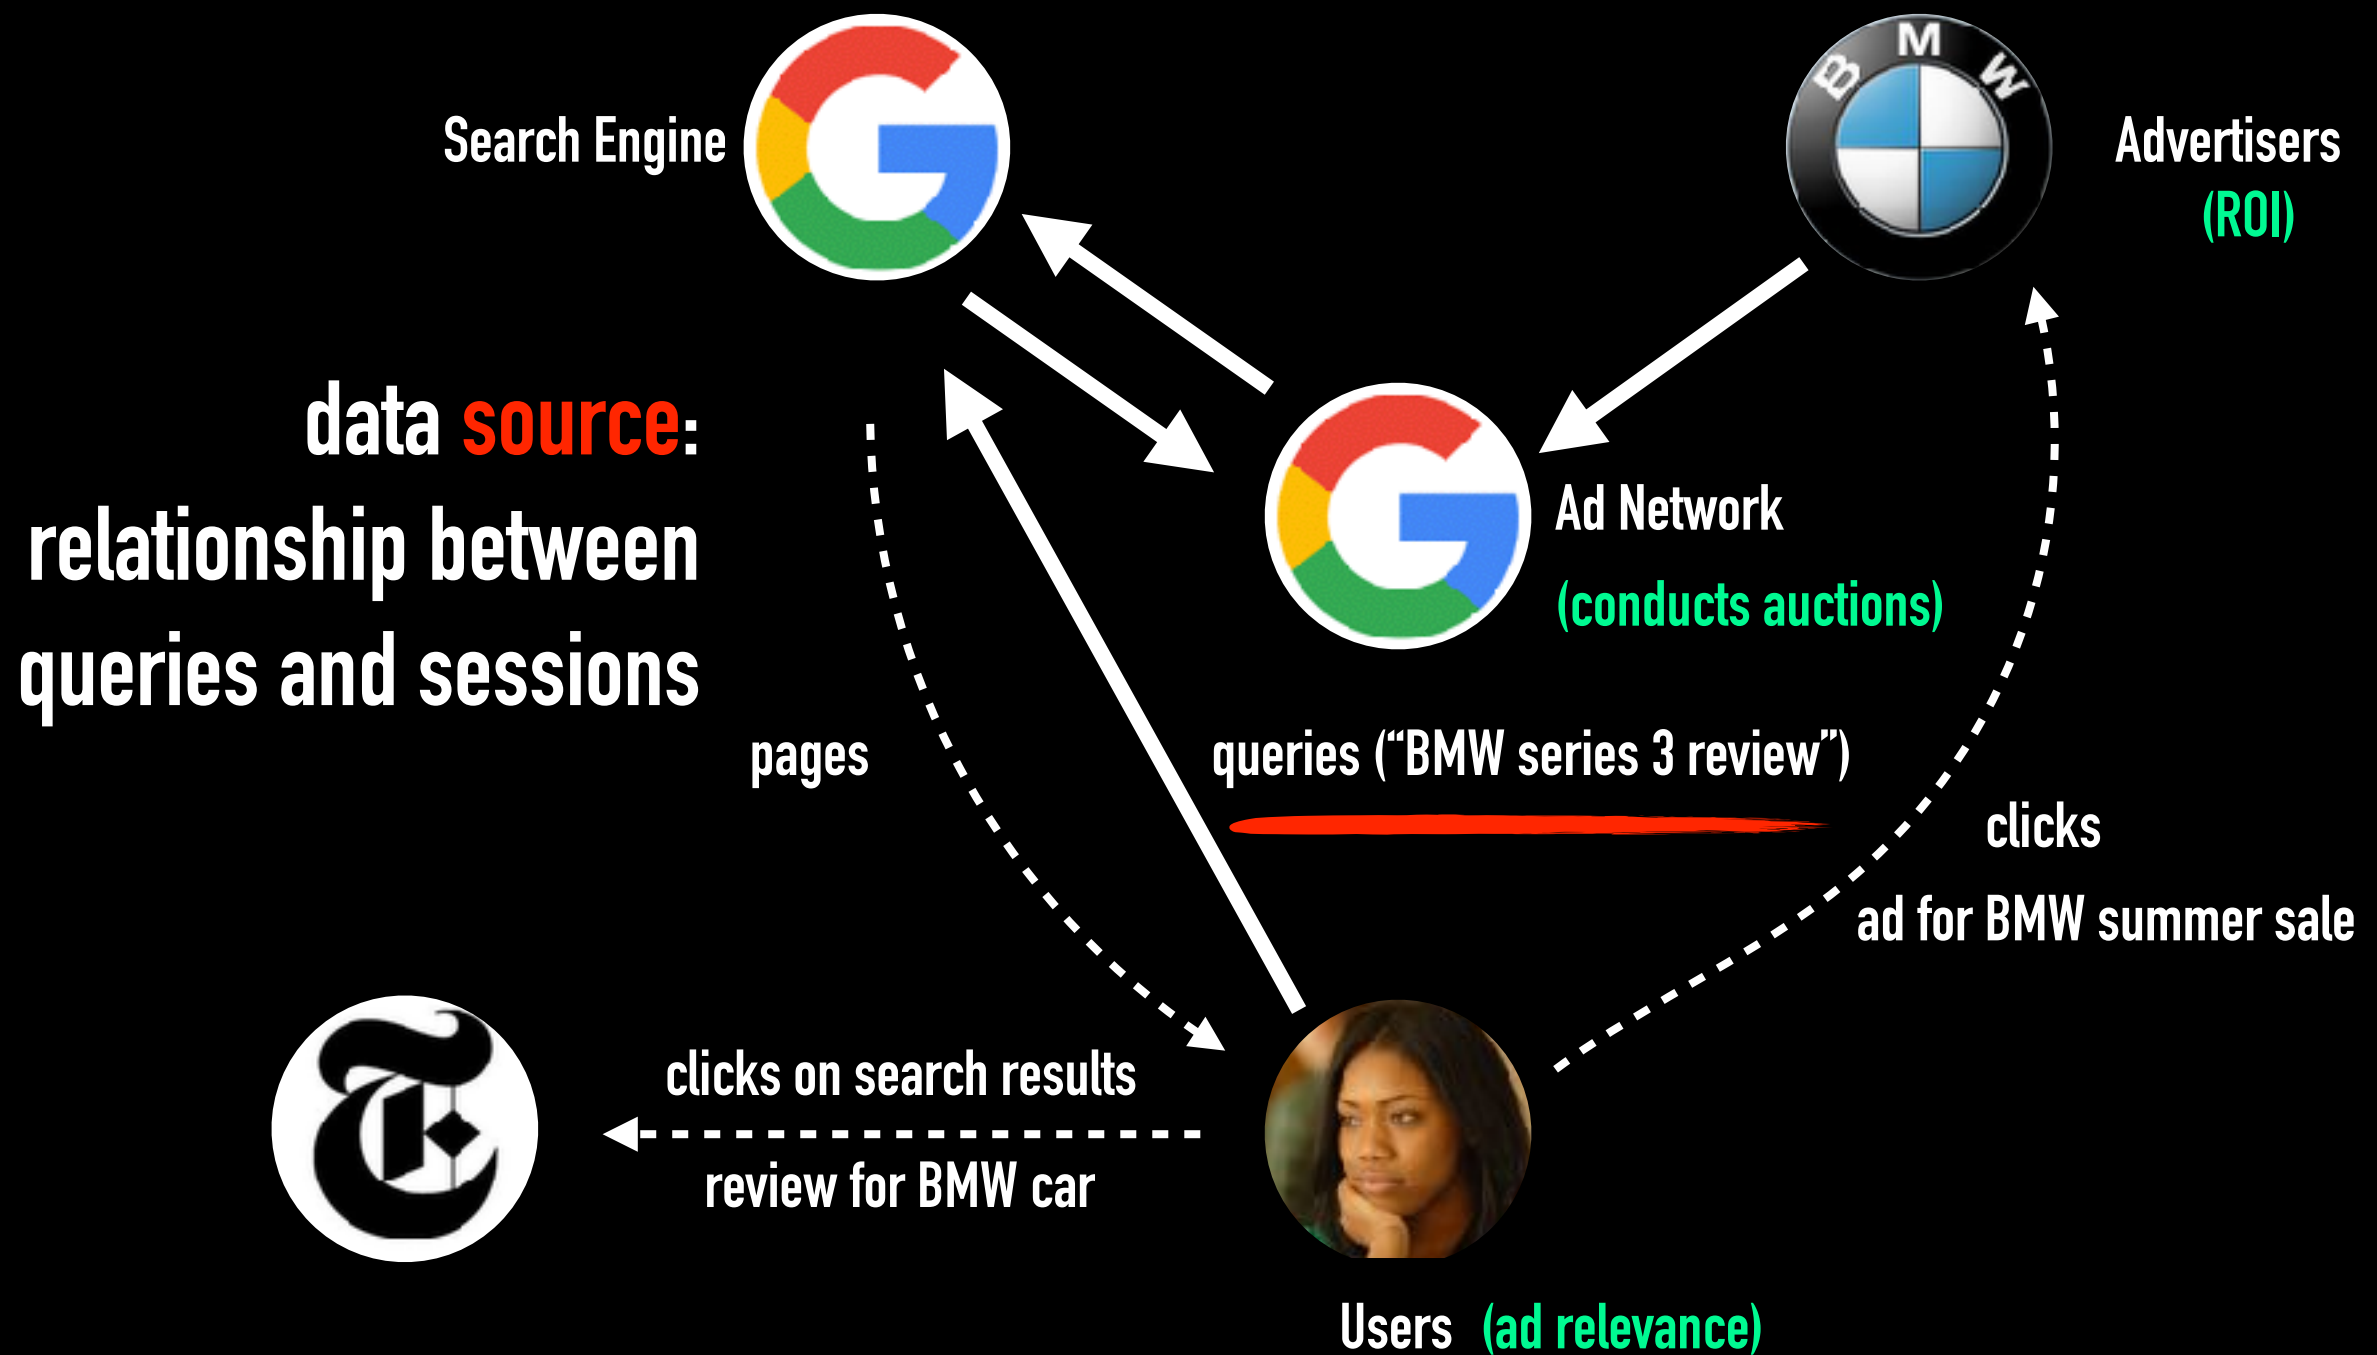 Search Engine
B M W
Advertisers
(ROI)
data source:
relationship between
queries and sessions
Ad Network
(conducts auctions)
pages
queries (“BMW series 3 review”)
clicks
ad for BMW summer sale
clicks on search results
review for BMW car
Users (ad relevance)